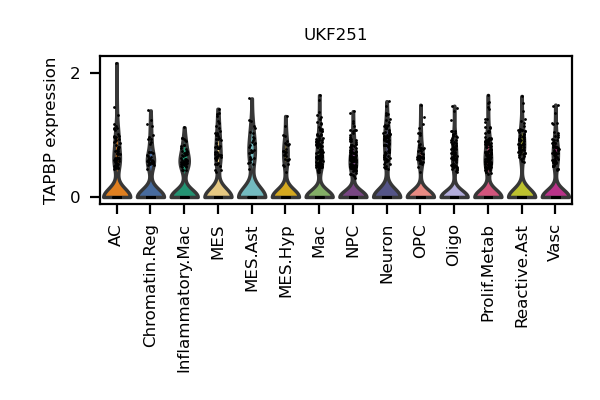 UKF251
TAPBP expression
2
0
AC
Chromatin.Reg
Inflammatory.Mac
MES
MES.Ast
MES.Hyp
Mac
NPC
Neuron
OPC
Oligo
Prolif.Metab
Reactive.Ast
Vasc